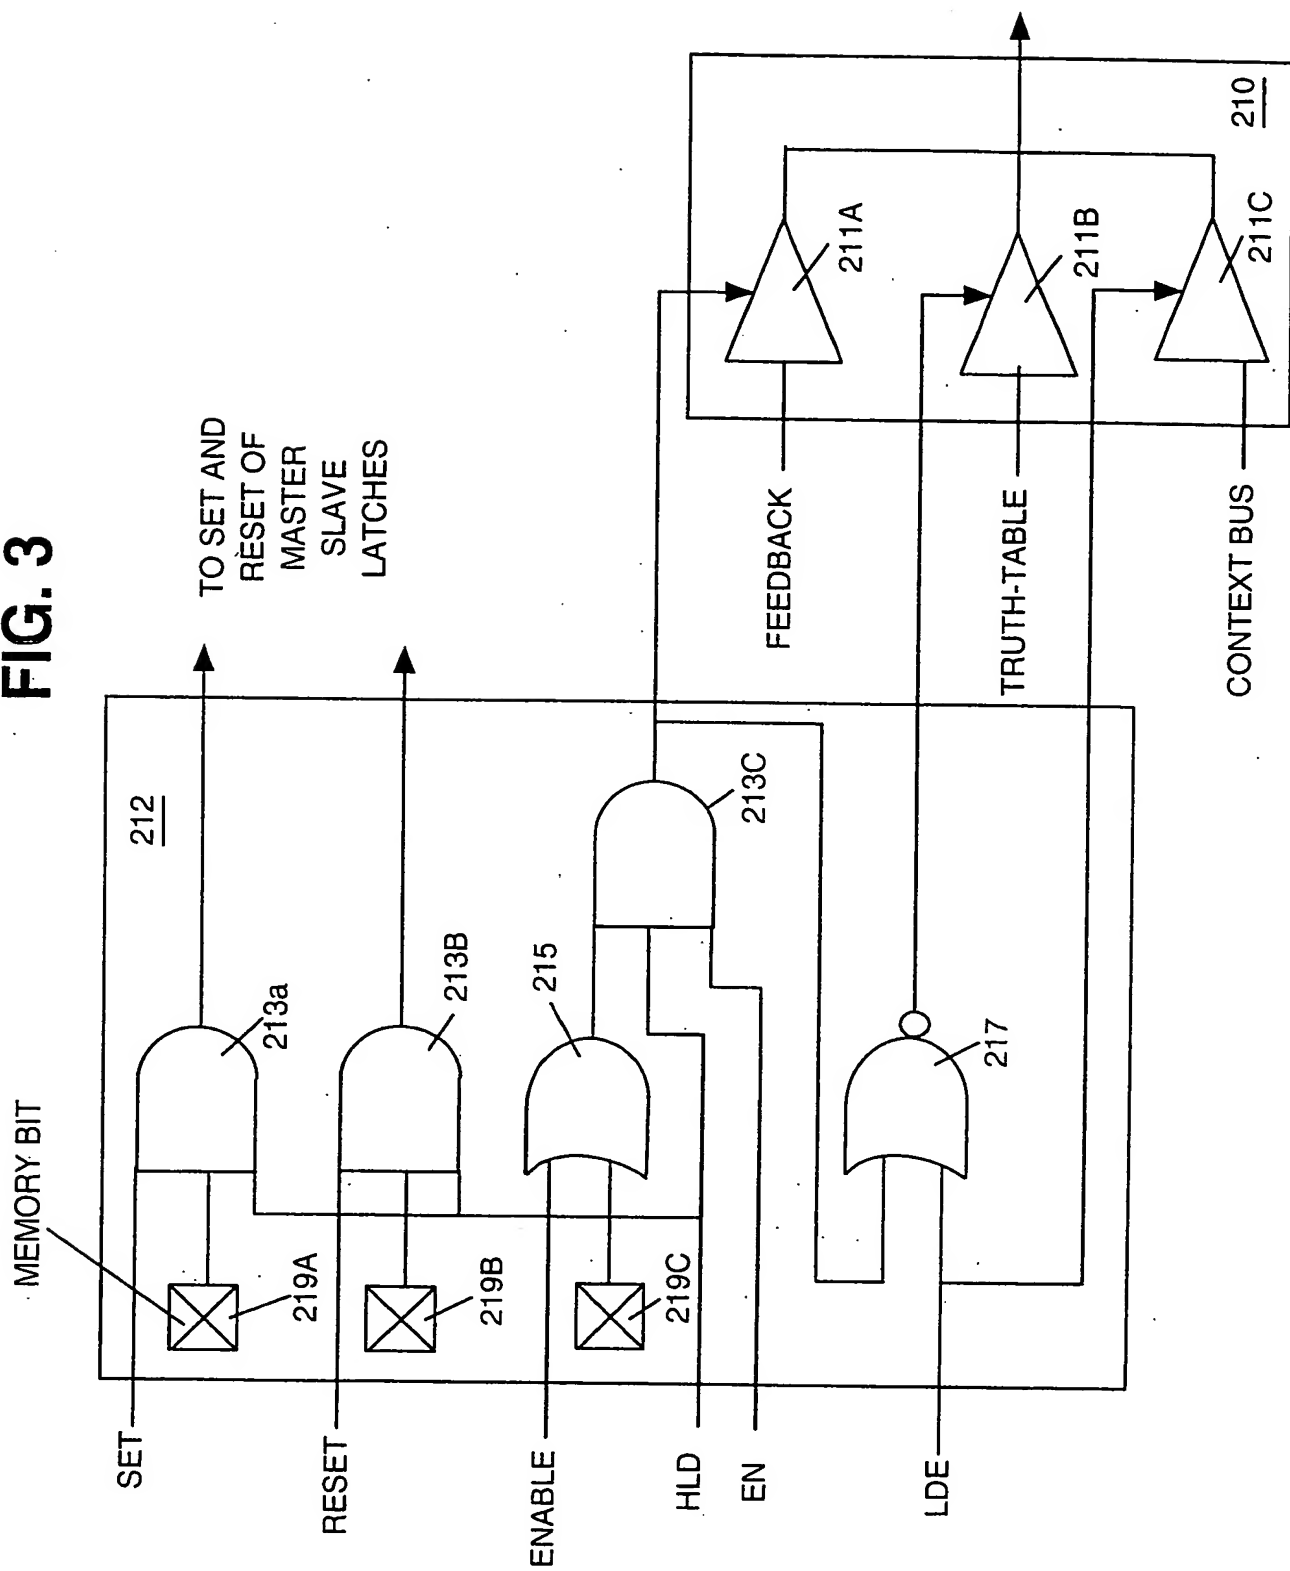 FIG. 3
MEMORY BIT
212
TO SET AND
RESET OF
MASTER
SLAVE
LATCHES
SET
219A
213a
RESET
219B
213B
ENABLE
219C
215
213C
HLD
EN
LDE
217
FEEDBACK
211A
TRUTH-TABLE
211B
CONTEXT BUS
211C
210